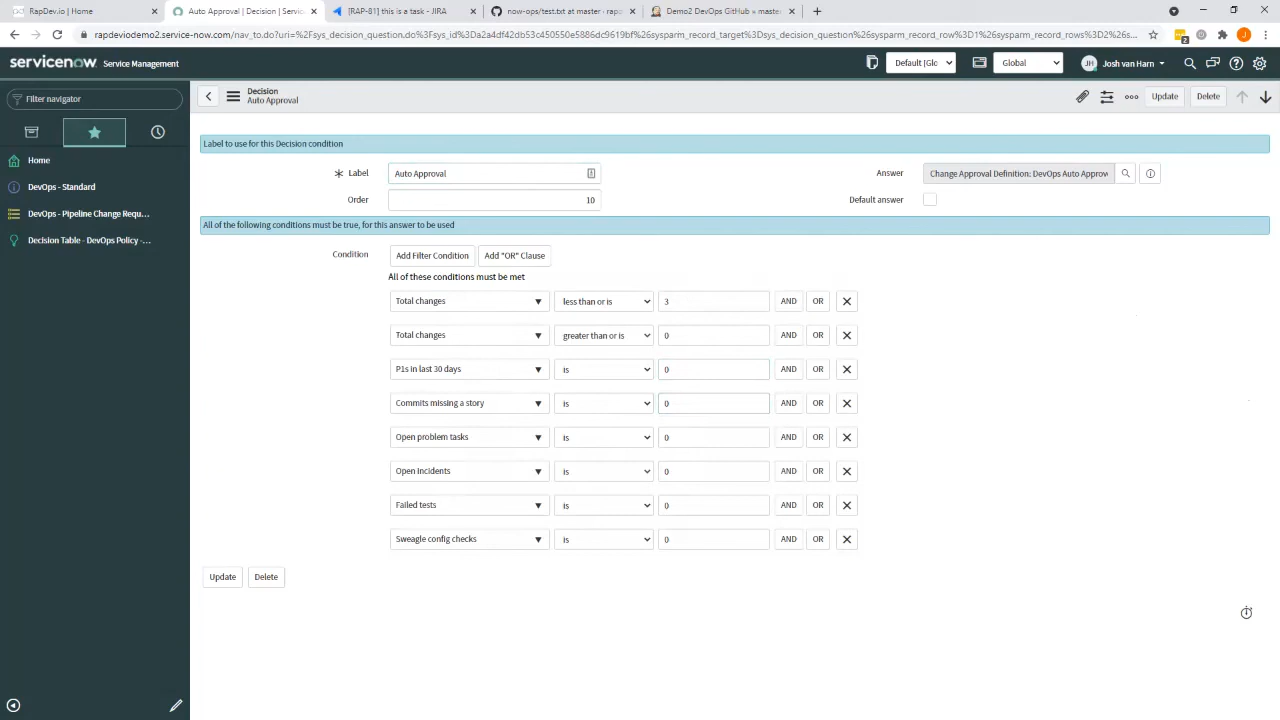 RapDev.io | Home
Auto Approval | Decision | Servic
[RAP-81] this is a task - JIRA
now-ops/test.txt at master · rapo
Demo2 DevOps GitHub » master
rapdeviodemo2.service-now.com/nav_to.do?uri=%2Fsys_decision_question.do%3Fsys_id%3D2a4df42db53c450550e5886dc9619bf%26sysparm_record_target%3Dsys_decision_question%26sysparm_record_row%3D1%26sysparm_record_rows%3D2%26s...
2
J
servicenow Service Management
Default [Glo
Global
JH
Josh van Harn
Filter navigator
Home
DevOps - Standard
DevOps - Pipeline Change Requ...
Decision Table - DevOps Policy -...
Decision
Auto Approval
Update
Delete
Label to use for this Decision condition
Label
Auto Approval
Answer
Change Approval Definition: DevOps Auto Approv
Order
10
Default answer
All of the following conditions must be true, for this answer to be used
Condition
Add Filter Condition
Add "OR" Clause
All of these conditions must be met
Total changes less than or is 3 AND OR
Total changes greater than or is 0 AND OR
P1s in last 30 days is 0 AND OR
Commits missing a story is 0 AND OR
Open problem tasks is 0 AND OR
Open incidents is 0 AND OR
Failed tests is 0 AND OR
Sweagle config checks is 0 AND OR
Update
Delete